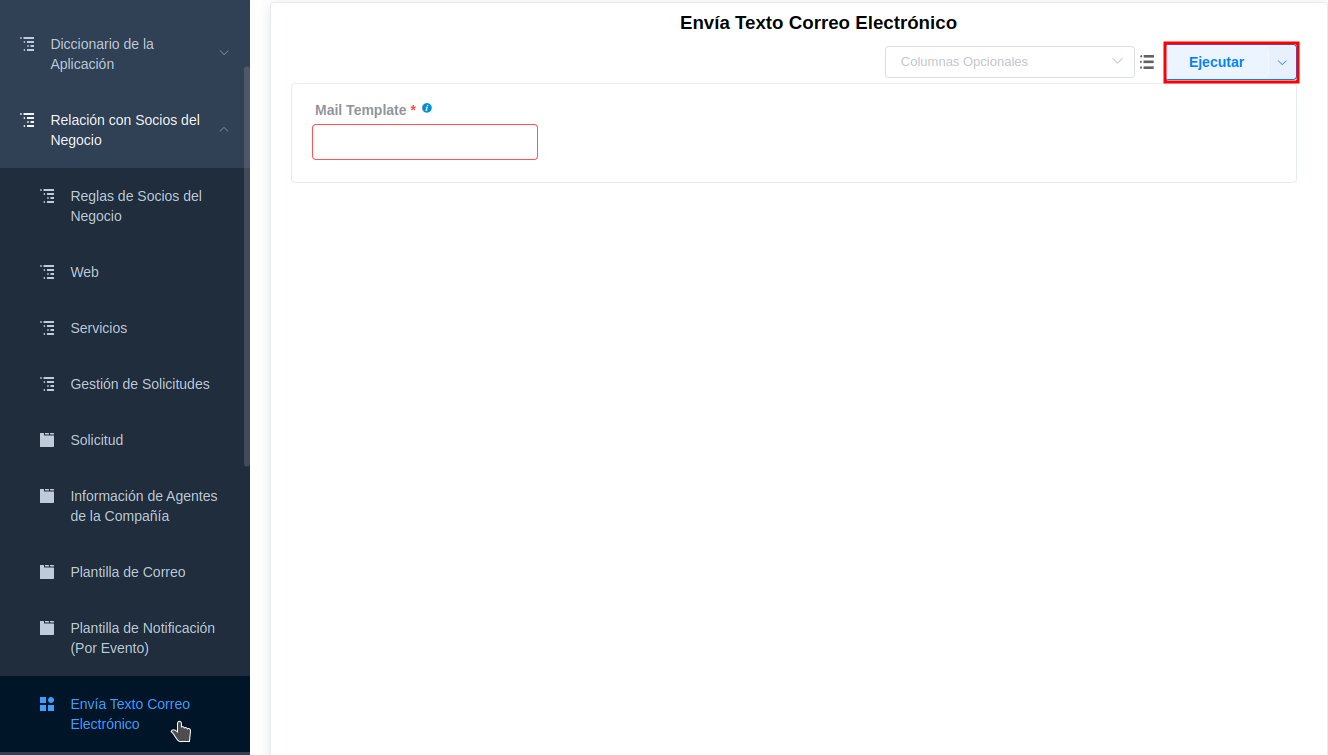 Diccionario de la
Aplicación
Relación con Socios del
Negocio
Reglas de Socios del
Negocio
Web
Servicios
Gestión de Solicitudes
Solicitud
Información de Agentes
de la Compañía
Plantilla de Correo
Plantilla de Notificación
(Por Evento)
Envía Texto Correo
Electrónico
Envía Texto Correo Electrónico
Columnas Opcionales
Ejecutar
Mail Template *